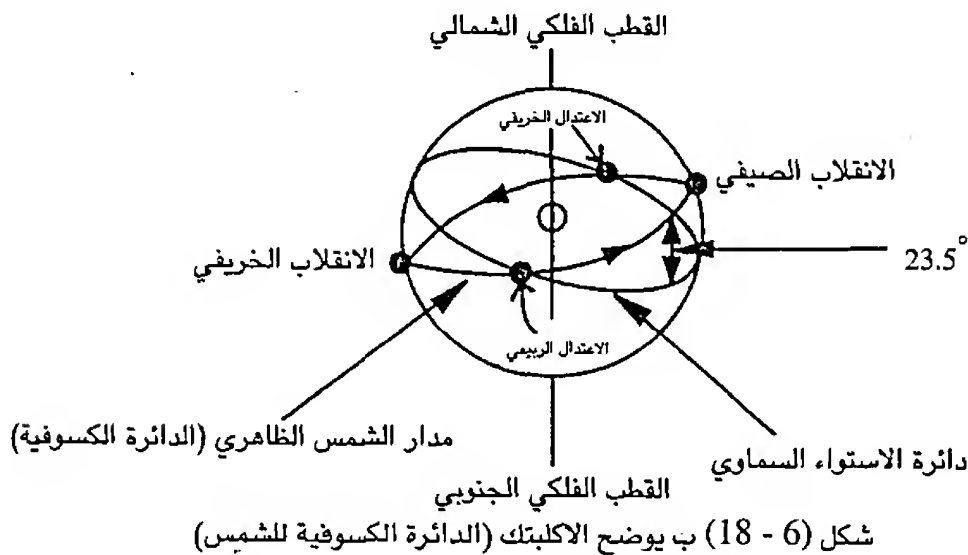 القطب الفلكي الشمالي
الاعتدال الخريفي
الانقلاب الصيفي
الانقلاب الخريفي
23.5°
الاعتدال الربيعي
مدار الشمس الظاهري (الدائرة الكسوفية)
دائرة الاستواء السماوي
القطب الفلكي الجنوبي
شكل (6 - 18) ب يوضح الاكلبتك (الدائرة الكسوفية للشمس)